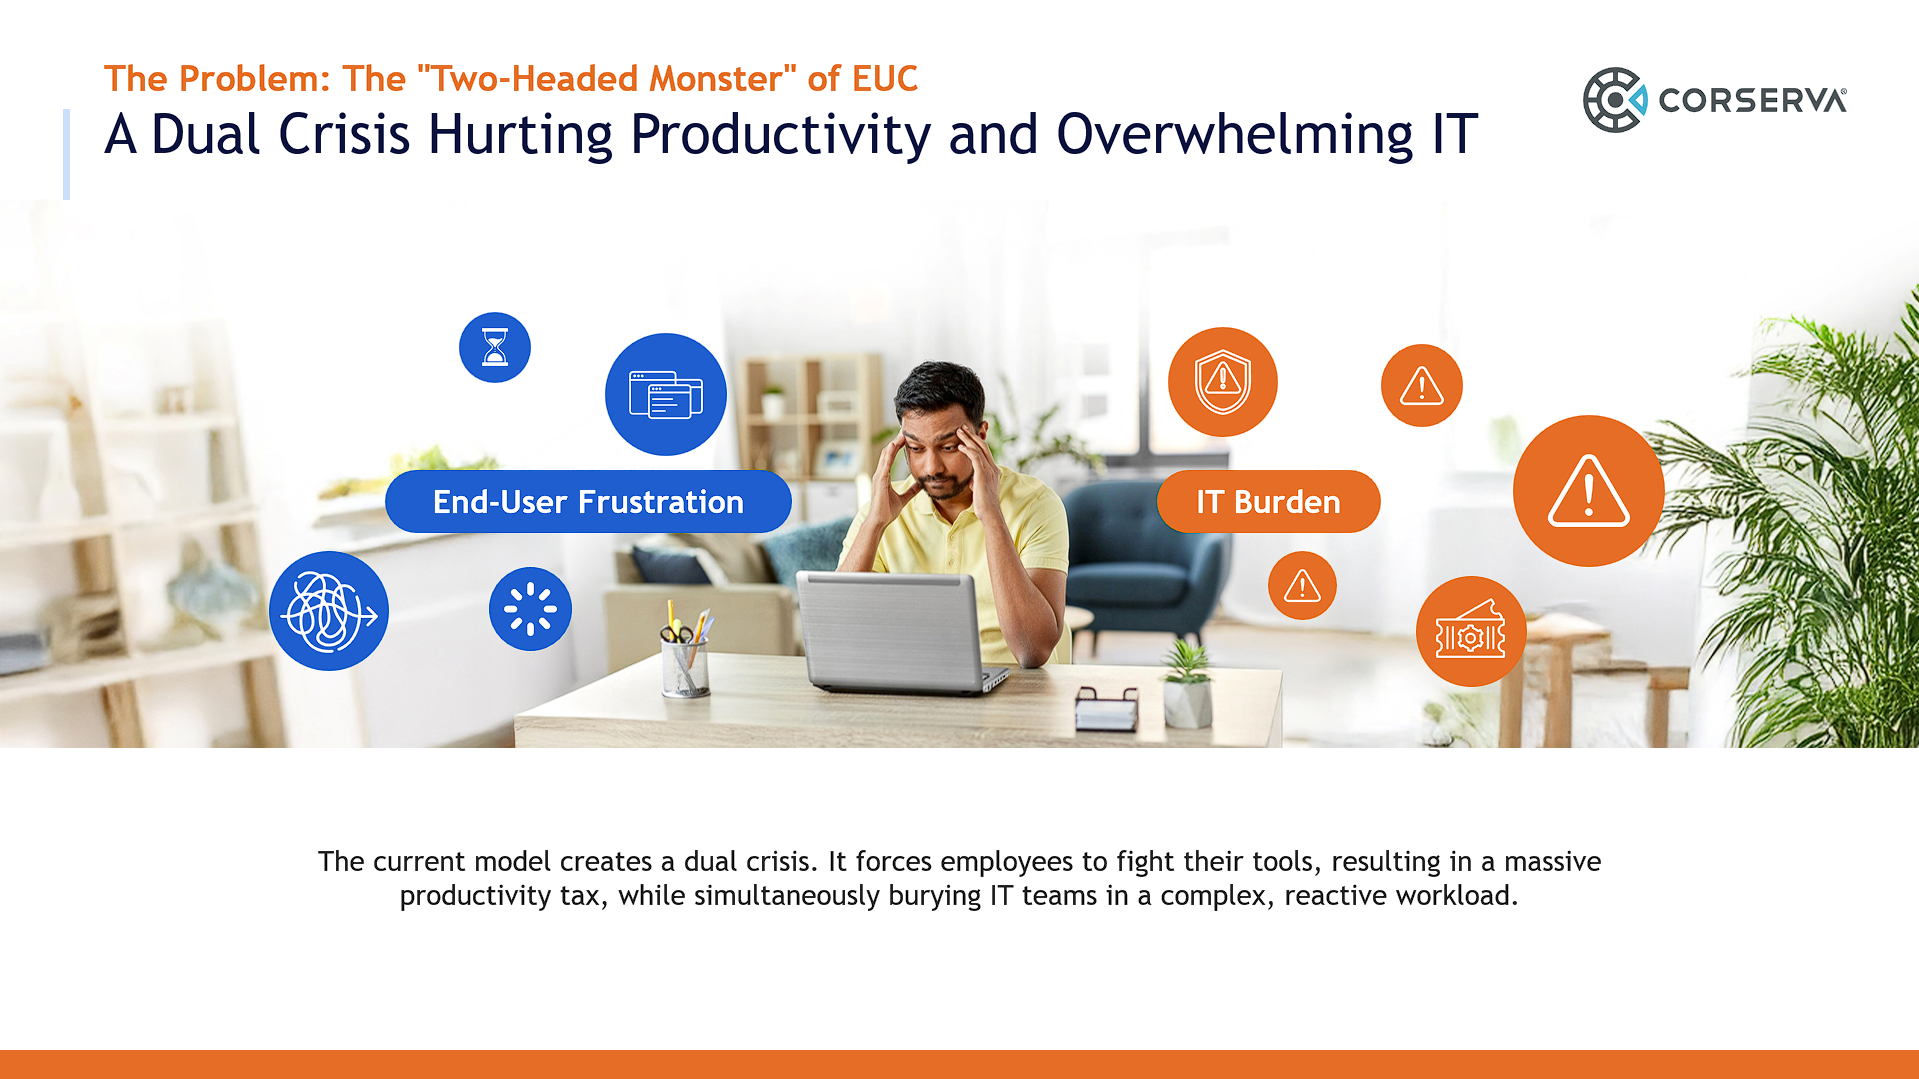 The Problem: The "Two-Headed Monster" of EUC
A Dual Crisis Hurting Productivity and Overwhelming IT
CORSERVA®
End-User Frustration
IT Burden
The current model creates a dual crisis. It forces employees to fight their tools, resulting in a massive
productivity tax, while simultaneously burying IT teams in a complex, reactive workload.